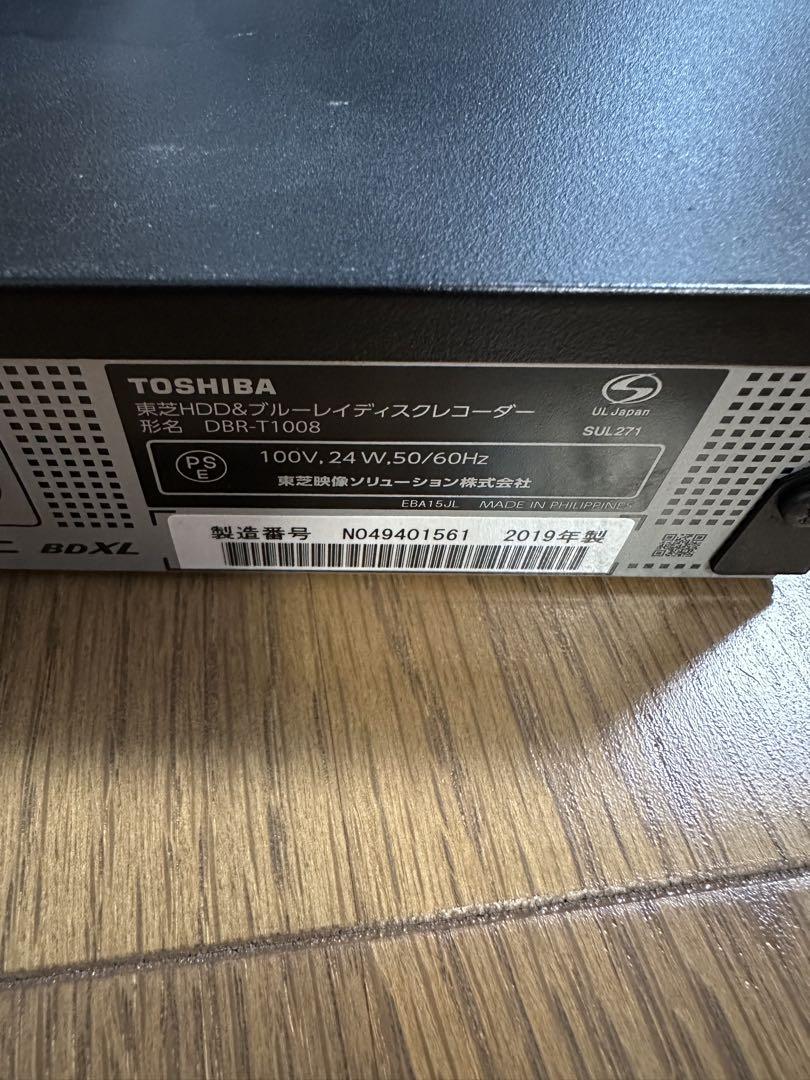 TOSHIBA
東芝HDD&ブルーレイディスクレコーダー
形名 DBR-T1008
UL Japan
SUL271
PS
E
100V, 24W, 50/60Hz
東芝映像ソリューション株式会社
EBA15JL MADE IN PHILIPPINES
製造番号 N049401561 2019年製
BDXL